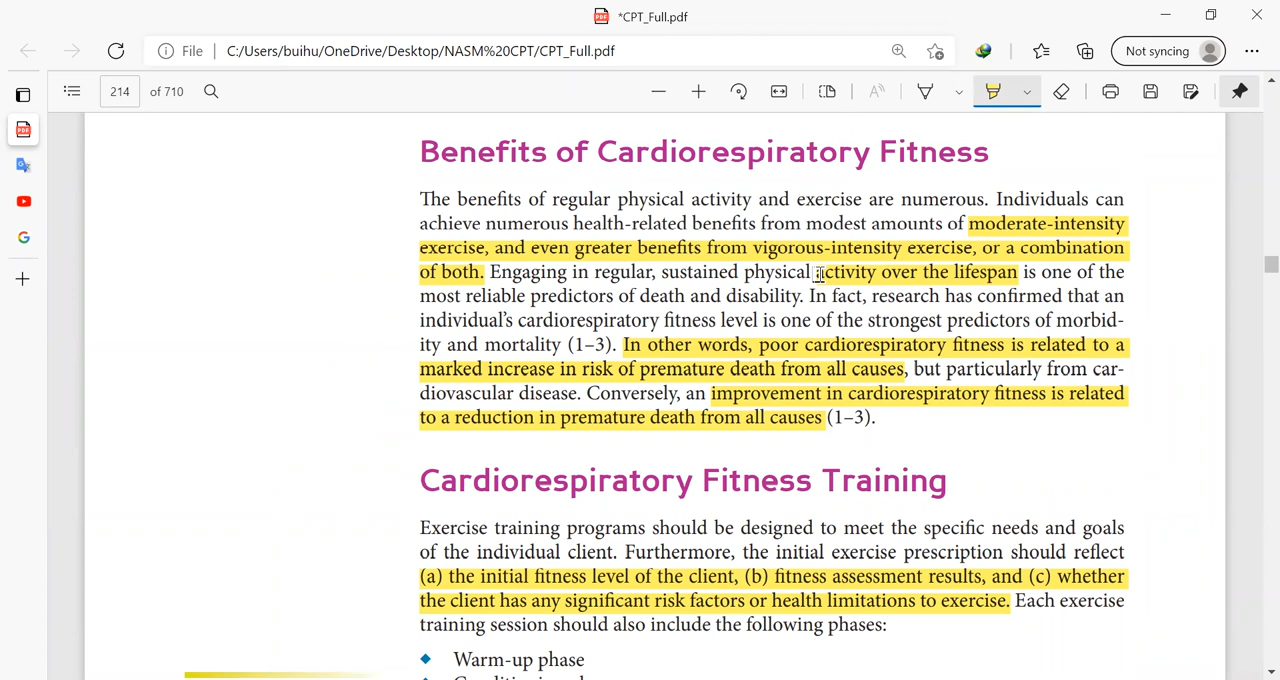 *CPT_Full.pdf
File | C:/Users/buihu/OneDrive/Desktop/NASM%20CPT/CPT_Full.pdf
Not syncing
214 of 710
Benefits of Cardiorespiratory Fitness
The benefits of regular physical activity and exercise are numerous. Individuals can
achieve numerous health-related benefits from modest amounts of moderate-intensity
exercise, and even greater benefits from vigorous-intensity exercise, or a combination
of both. Engaging in regular, sustained physical activity over the lifespan is one of the
most reliable predictors of death and disability. In fact, research has confirmed that an
individual's cardiorespiratory fitness level is one of the strongest predictors of morbid-
ity and mortality (1–3). In other words, poor cardiorespiratory fitness is related to a
marked increase in risk of premature death from all causes, but particularly from car-
diovascular disease. Conversely, an improvement in cardiorespiratory fitness is related
to a reduction in premature death from all causes (1–3).
Cardiorespiratory Fitness Training
Exercise training programs should be designed to meet the specific needs and goals
of the individual client. Furthermore, the initial exercise prescription should reflect
(a) the initial fitness level of the client, (b) fitness assessment results, and (c) whether
the client has any significant risk factors or health limitations to exercise. Each exercise
training session should also include the following phases:
Warm-up phase